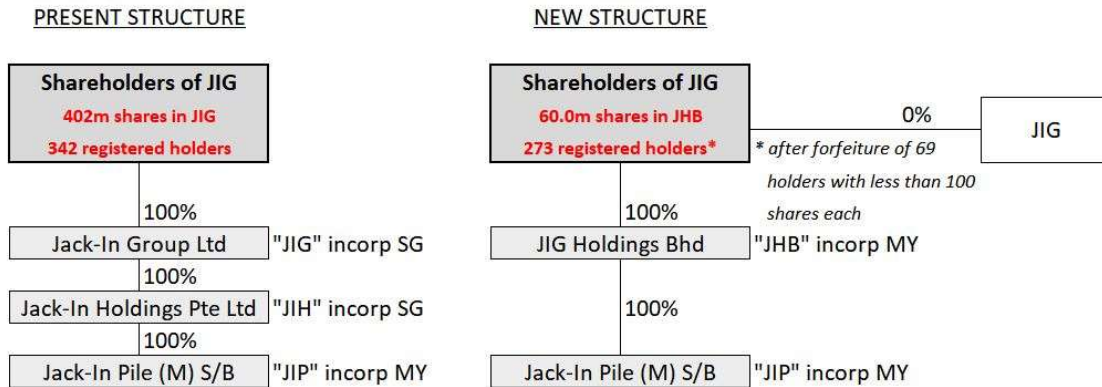 PRESENT STRUCTURE
Shareholders of JIG
402m shares in JIG
342 registered holders
100%
Jack-In Group Ltd "JIG" incorp SG
100%
Jack-In Holdings Pte Ltd "JIH" incorp SG
100%
Jack-In Pile (M) S/B "JIP" incorp MY
NEW STRUCTURE
Shareholders of JIG
60.0m shares in JHB
273 registered holders*
0%
JIG
* after forfeiture of 69
holders with less than 100
shares each
100%
JIG Holdings Bhd "JHB" incorp MY
100%
Jack-In Pile (M) S/B "JIP" incorp MY